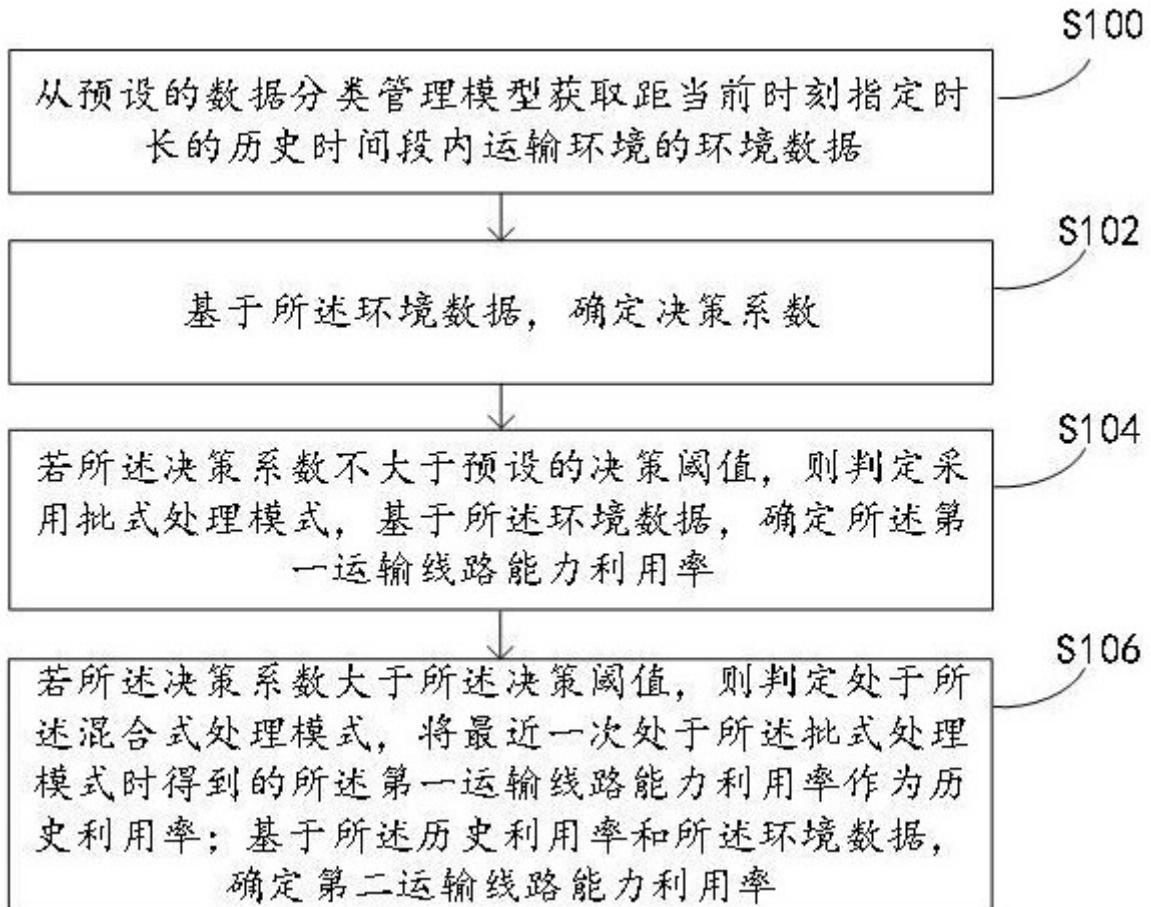 S100
从预设的数据分类管理模型获取距当前时刻指定时
长的历史时间段内运输环境的环境数据
S102
基于所述环境数据，确定决策系数
S104
若所述决策系数不大于预设的决策阈值，则判定采
用批式处理模式，基于所述环境数据，确定所述第
一运输线路能力利用率
S106
若所述决策系数大于所述决策阈值，则判定处于所
述混合式处理模式，将最近一次处于所述批式处理
模式时得到的所述第一运输线路能力利用率作为历
史利用率；基于所述历史利用率和所述环境数据，
确定第二运输线路能力利用率